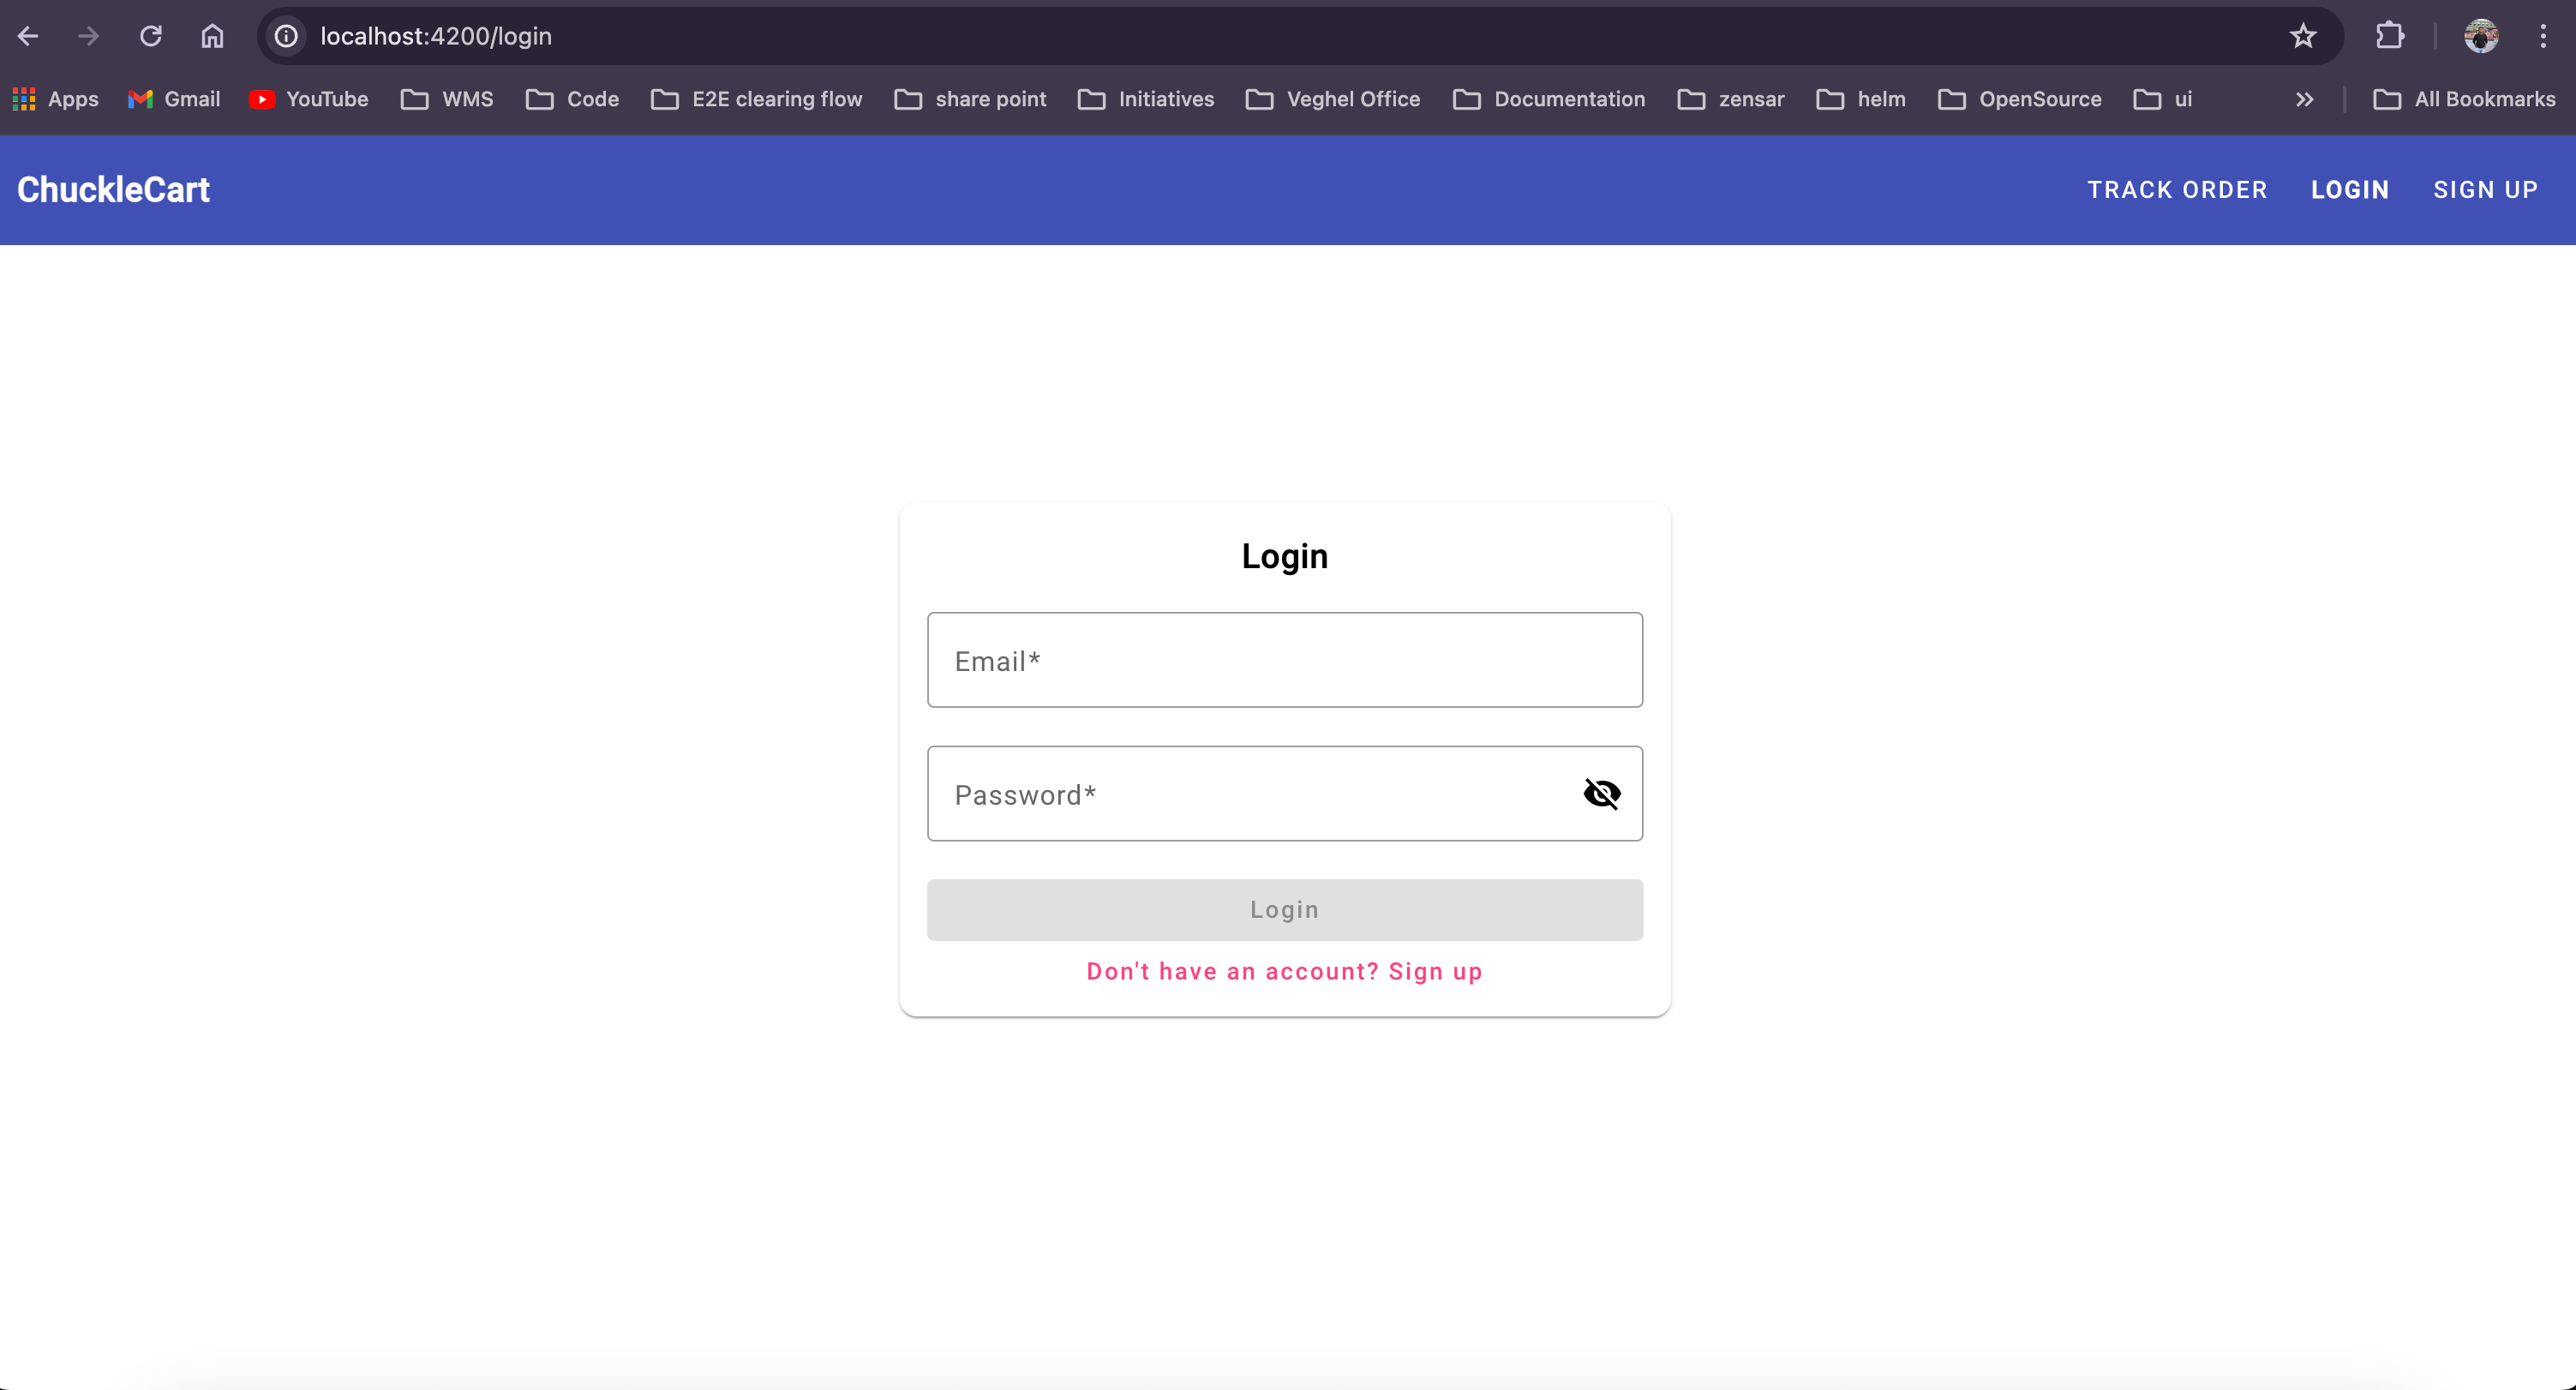 localhost:4200/login
Apps Gmail YouTube WMS Code E2E clearing flow share point Initiatives Veghel Office Documentation zensar helm OpenSource ui All Bookmarks
ChuckleCart TRACK ORDER LOGIN SIGN UP
Login
Email*
Password*
Login
Don't have an account? Sign up